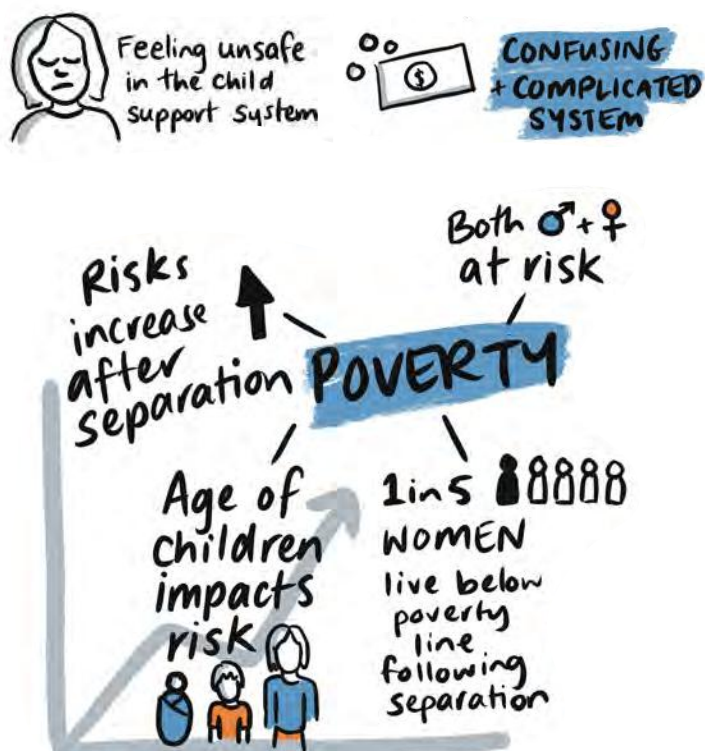 Feeling unsafe
in the child
support system
$
CONFUSING
+ COMPLICATED
SYSTEM
Risks
increase
after
separation
Both ♂ + ♀
at risk
POVERTY
Age of
children
impacts
risk
1 in 5
WOMEN
live below
poverty
line
following
separation